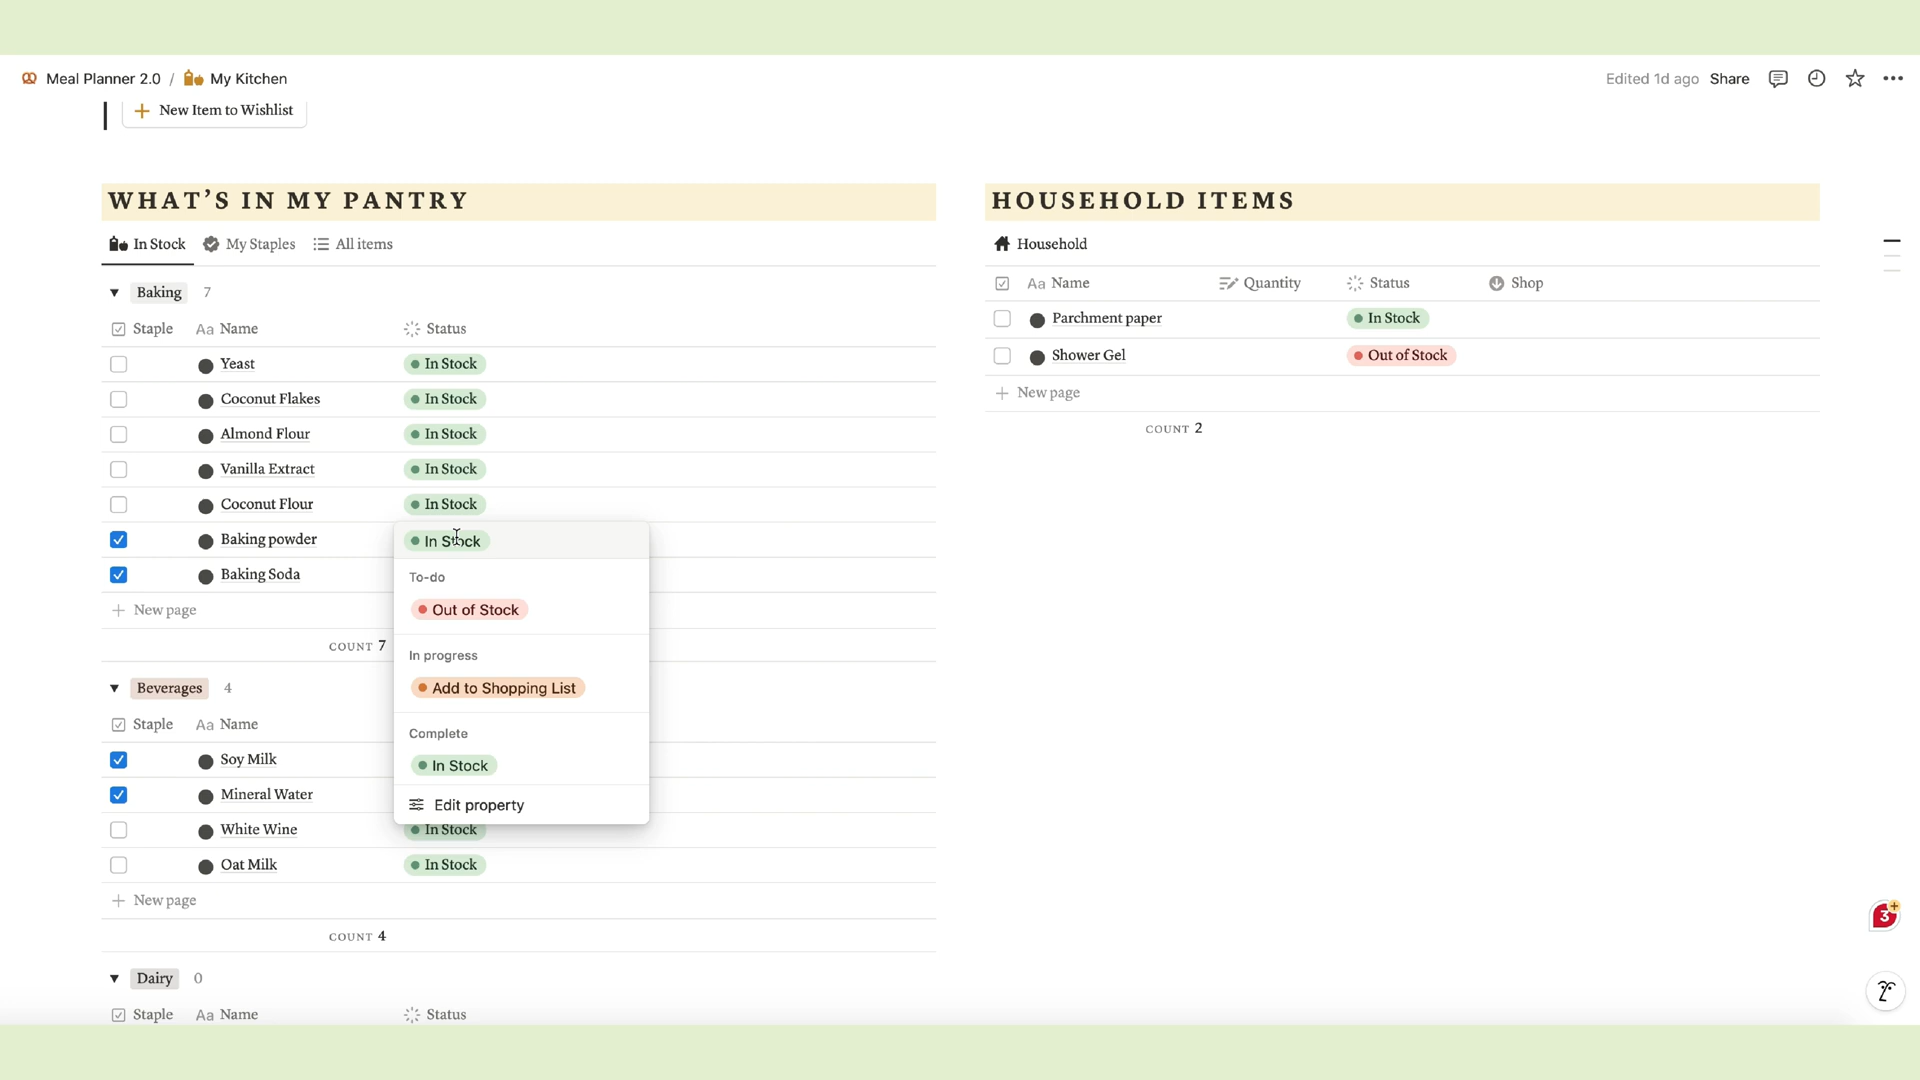 Meal Planner 2.0 / My Kitchen
Edited 1d ago Share
New Item to Wishlist
WHAT'S IN MY PANTRY
In Stock My Staples All items
Baking 7
Staple Aa Name Status
Yeast In Stock
Coconut Flakes In Stock
Almond Flour In Stock
Vanilla Extract In Stock
Coconut Flour In Stock
Baking powder In Stock
Baking Soda
+ New page
COUNT 7
To-do
Out of Stock
In progress
Add to Shopping List
Complete
In Stock
Edit property
Beverages 4
Staple Aa Name
Soy Milk
Mineral Water
White Wine In Stock
Oat Milk In Stock
+ New page
COUNT 4
Dairy 0
Staple Aa Name Status
HOUSEHOLD ITEMS
Household
Aa Name Quantity Status Shop
Parchment paper In Stock
Shower Gel Out of Stock
+ New page
COUNT 2
3+